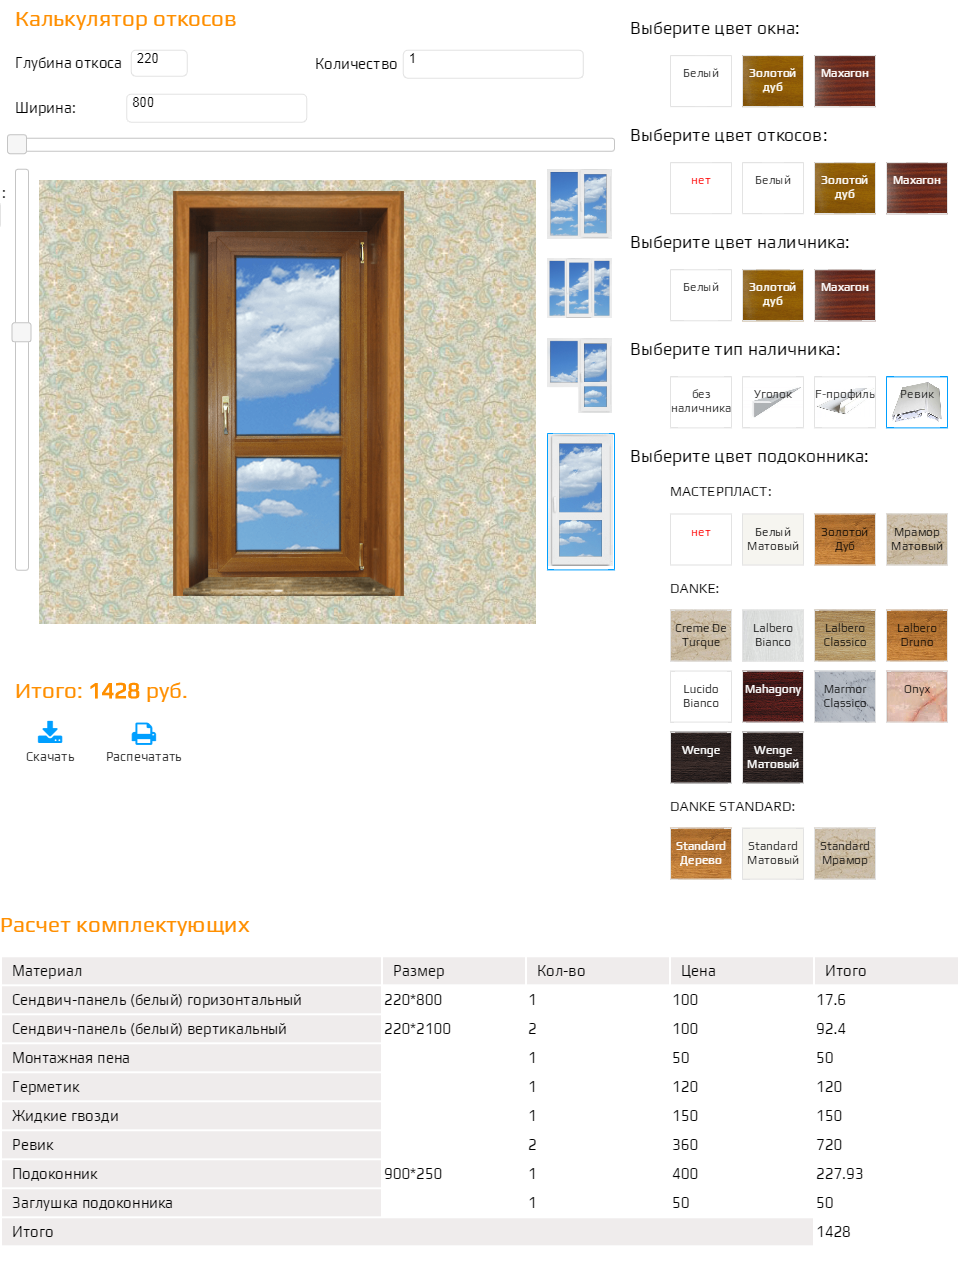 Калькулятор откосов
Глубина откоса 220 Количество 1
Ширина: 800
:
Итого: 1428 руб.
Скачать Распечатать
Выберите цвет окна:
Белый Золотой дуб Махагон
Выберите цвет откосов:
нет Белый Золотой дуб Махагон
Выберите цвет наличника:
Белый Золотой дуб Махагон
Выберите тип наличника:
без наличника Уголок F-профиль Ревик
Выберите цвет подоконника:
МАСТЕРПЛАСТ:
нет Белый Матовый Золотой Дуб Мрамор Матовый
DANKE:
Creme De Turque Lalbero Bianco Lalbero Classico Lalbero Druno
Lucido Bianco Mahagony Marmor Classico Onyx
Wenge Wenge Матовый
DANKE STANDARD:
Standard Дерево Standard Матовый Standard Мрамор
Расчет комплектующих
Материал Размер Кол-во Цена Итого
Сендвич-панель (белый) горизонтальный 220*800 1 100 17.6
Сендвич-панель (белый) вертикальный 220*2100 2 100 92.4
Монтажная пена 1 50 50
Герметик 1 120 120
Жидкие гвозди 1 150 150
Ревик 2 360 720
Подоконник 900*250 1 400 227.93
Заглушка подоконника 1 50 50
Итого 1428